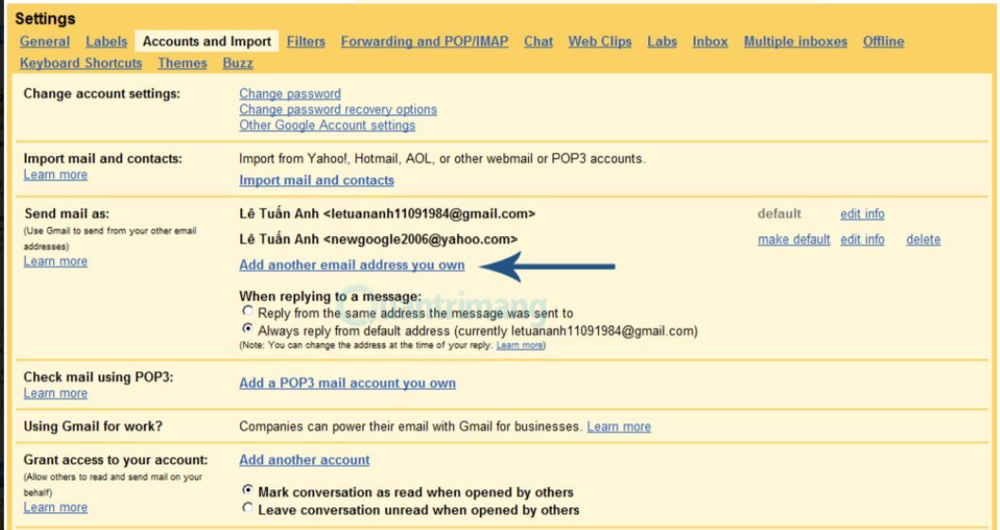 Settings
General Labels Accounts and Import Filters Forwarding and POP/IMAP Chat Web Clips Labs Inbox Multiple inboxes Offline
Keyboard Shortcuts Themes Buzz
Change account settings: Change password
Change password recovery options
Other Google Account settings
Import mail and contacts: Import from Yahoo!, Hotmail, AOL, or other webmail or POP3 accounts.
Learn more
Import mail and contacts
Send mail as: Lê Tuấn Anh <letuananh11091984@gmail.com> default edit info
(Use Gmail to send from your other email
addresses)
Lê Tuấn Anh <newgoogle2006@yahoo.com> make default edit info delete
Learn more
Add another email address you own
When replying to a message:
Quantrimang
Reply from the same address the message was sent to
Always reply from default address (currently letuananh11091984@gmail.com)
(Note: You can change the address at the time of your reply. Learn more)
Check mail using POP3: Add a POP3 mail account you own
Learn more
Using Gmail for work? Companies can power their email with Gmail for businesses. Learn more
Grant access to your account: Add another account
(Allow others to read and send mail on your
behalf)
Learn more
Mark conversation as read when opened by others
Leave conversation unread when opened by others